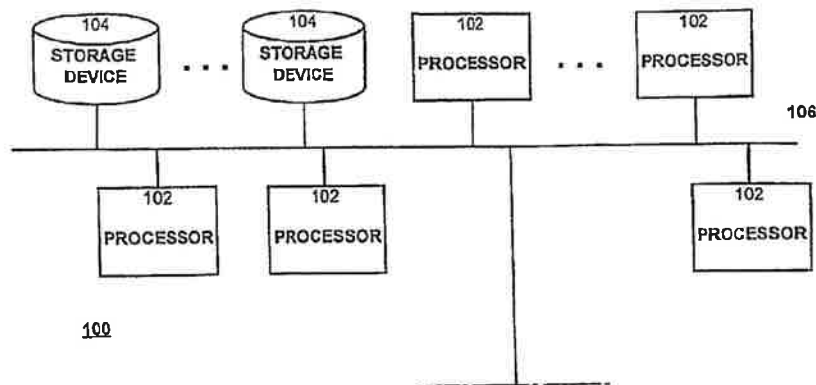 104
STORAGE
DEVICE
104
STORAGE
DEVICE
102
PROCESSOR
102
PROCESSOR
106
102
PROCESSOR
102
PROCESSOR
102
PROCESSOR
100